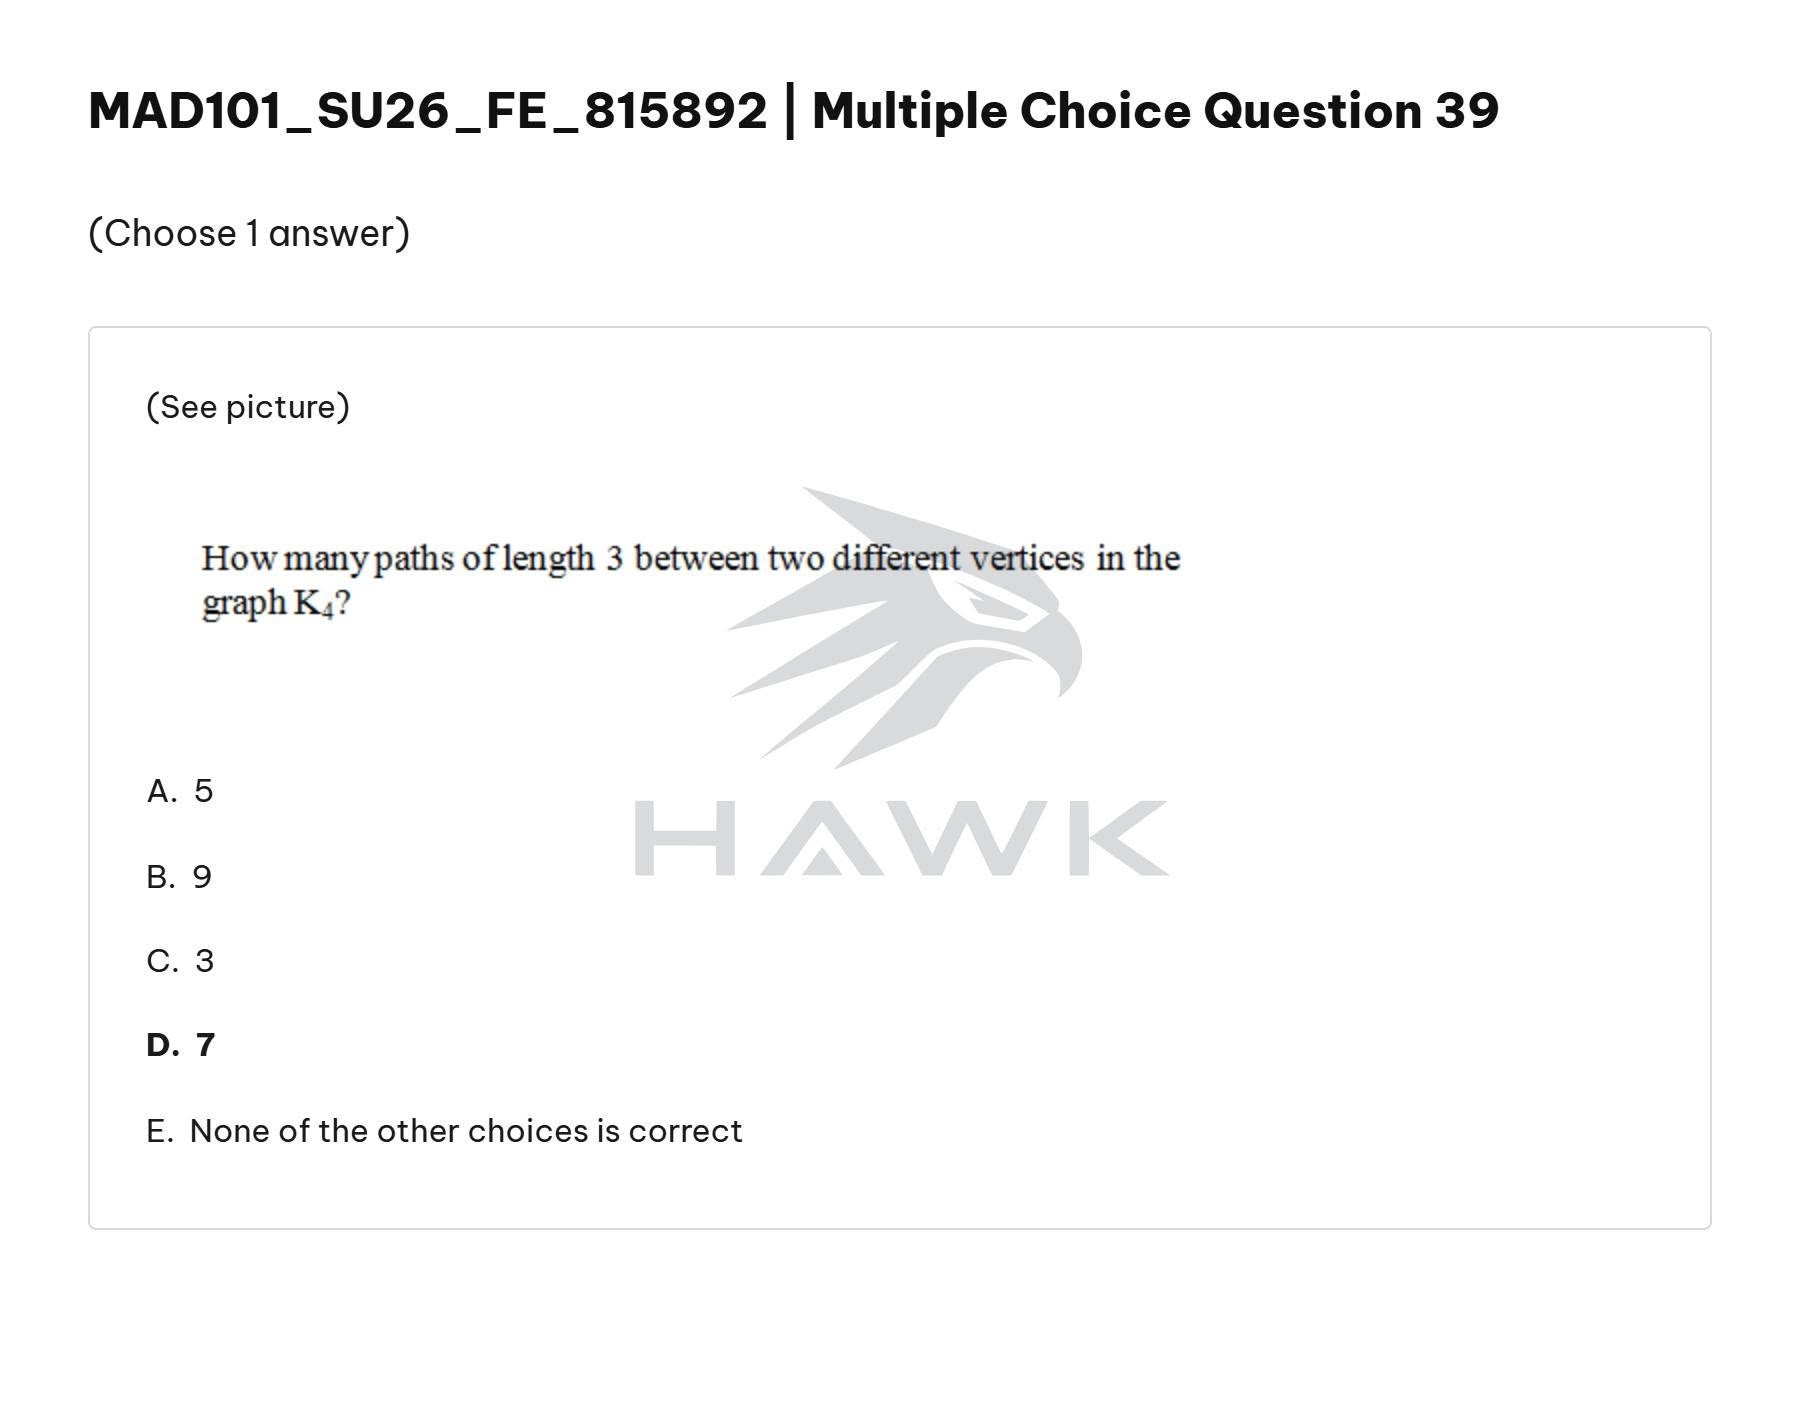 MAD101_SU26_FE_815892 | Multiple Choice Question 39
(Choose 1 answer)
(See picture)
How many paths of length 3 between two different vertices in the
graph K₄?
HAWK
A. 5
B. 9
C. 3
D. 7
E. None of the other choices is correct